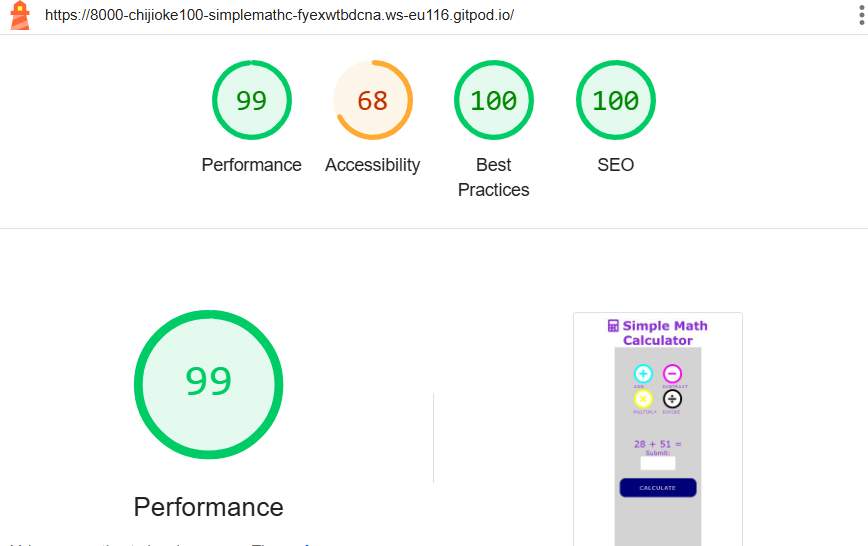 https://8000-chijioke100-simplemathc-fyexwtbdcna.ws-eu116.gitpod.io/
99
68
100
100
Performance
Accessibility
Best
Practices
SEO
99
Performance
Simple Math
Calculator
ADD
SUBTRACT
MULTIPLY
DIVIDE
28 + 51 =
Submit:
CALCULATE